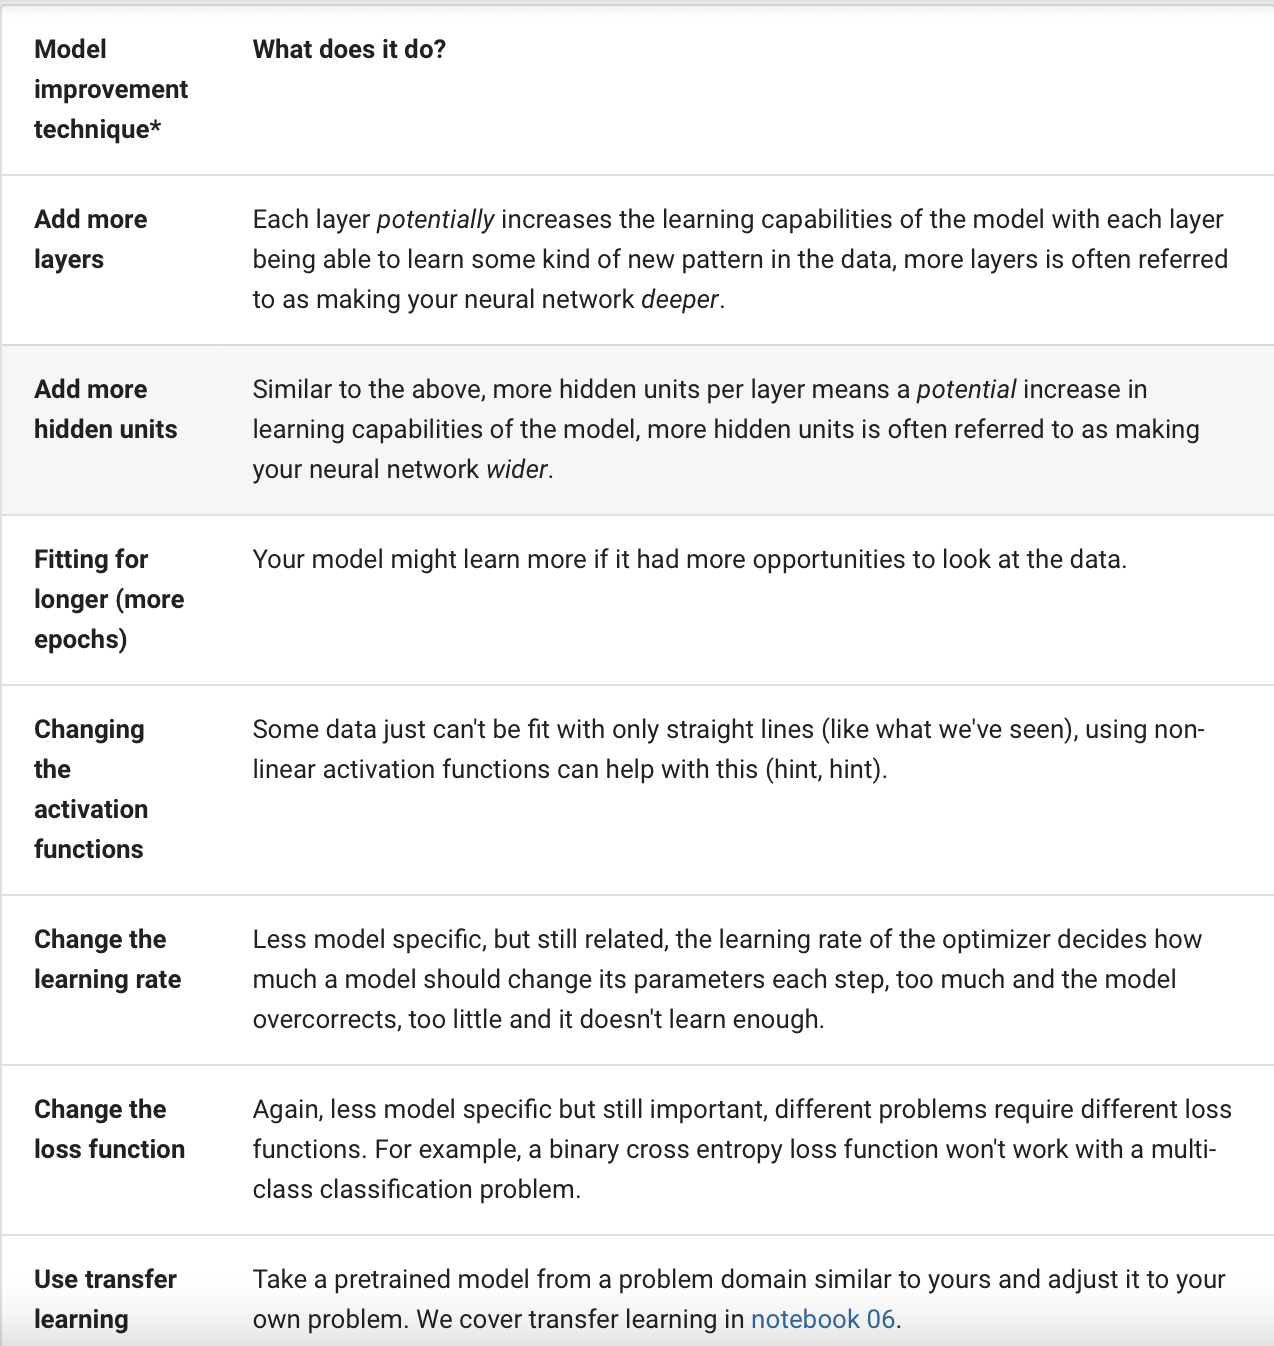 Model
improvement
technique*
What does it do?
Add more
layers
Each layer potentially increases the learning capabilities of the model with each layer
being able to learn some kind of new pattern in the data, more layers is often referred
to as making your neural network deeper.
Add more
hidden units
Similar to the above, more hidden units per layer means a potential increase in
learning capabilities of the model, more hidden units is often referred to as making
your neural network wider.
Fitting for
longer (more
epochs)
Your model might learn more if it had more opportunities to look at the data.
Changing
the
activation
functions
Some data just can't be fit with only straight lines (like what we've seen), using non-
linear activation functions can help with this (hint, hint).
Change the
learning rate
Less model specific, but still related, the learning rate of the optimizer decides how
much a model should change its parameters each step, too much and the model
overcorrects, too little and it doesn't learn enough.
Change the
loss function
Again, less model specific but still important, different problems require different loss
functions. For example, a binary cross entropy loss function won't work with a multi-
class classification problem.
Use transfer
learning
Take a pretrained model from a problem domain similar to yours and adjust it to your
own problem. We cover transfer learning in notebook 06.